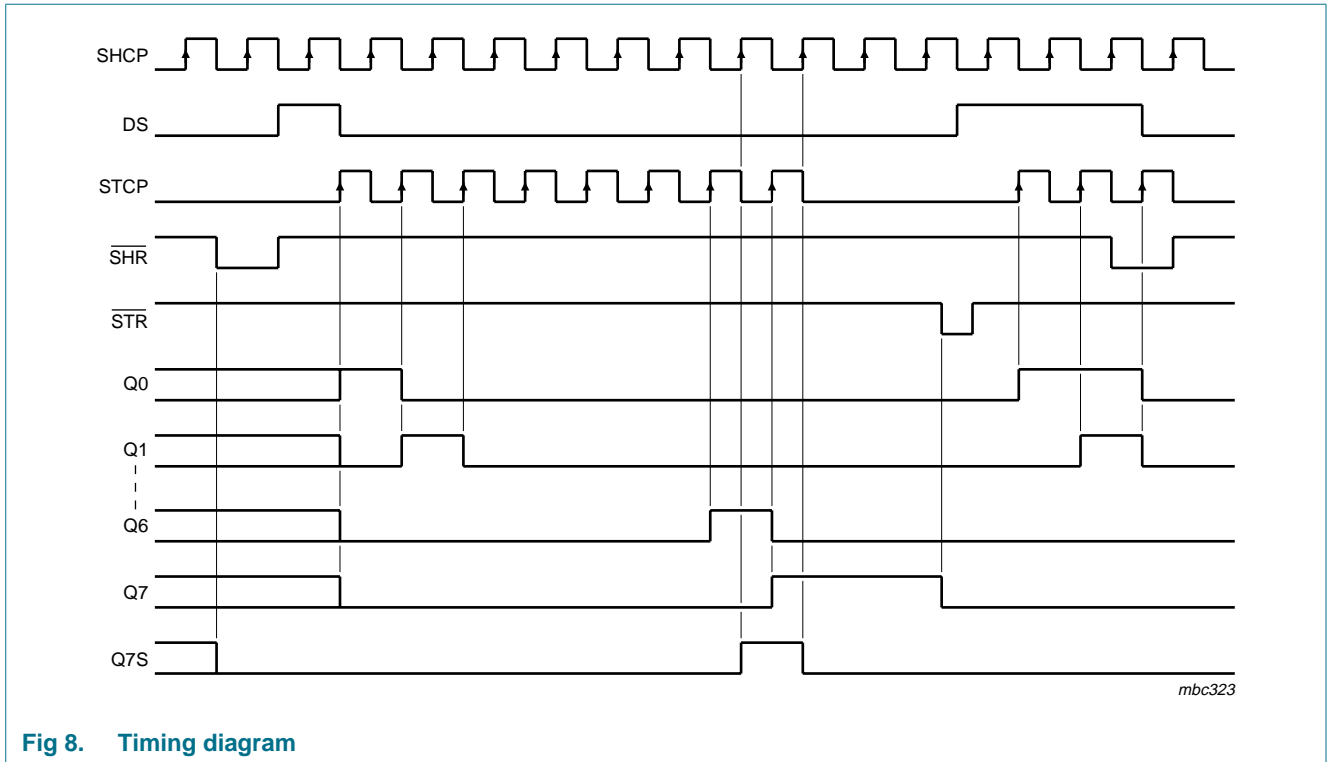 SHCP
DS
STCP
SHR
STR
Q0
Q1
Q6
Q7
Q7S
mbc323
Fig 8. Timing diagram